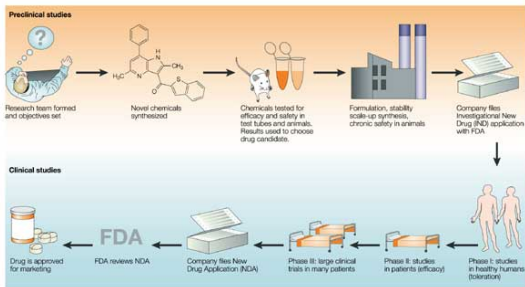 Preclinical studies
?
Research team formed
and objectives set
Novel chemicals
synthesized
Chemicals tested for
efficacy and safety in
test tubes and animals.
Results used to choose
drug candidate.
Formulation, stability
scale-up synthesis,
chronic safety in animals
Company files
Investigational New
Drug (IND) application
with FDA
Clinical studies
Drug is approved
for marketing
FDA
FDA reviews NDA
Company files New
Drug Application (NDA)
Phase III: large clinical
trials in many patients
Phase II: studies
in patients (efficacy)
Phase I: studies
in healthy humans
(toleration)